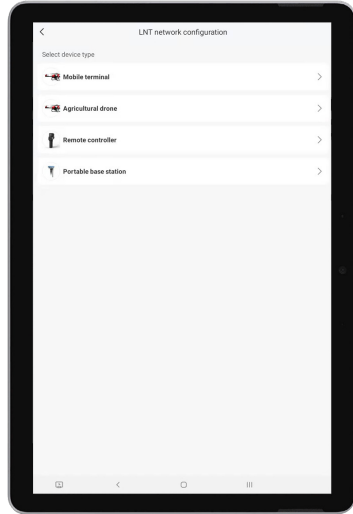 LNT network configuration
Select device type
Mobile terminal
Agricultural drone
Remote controller
Portable base station